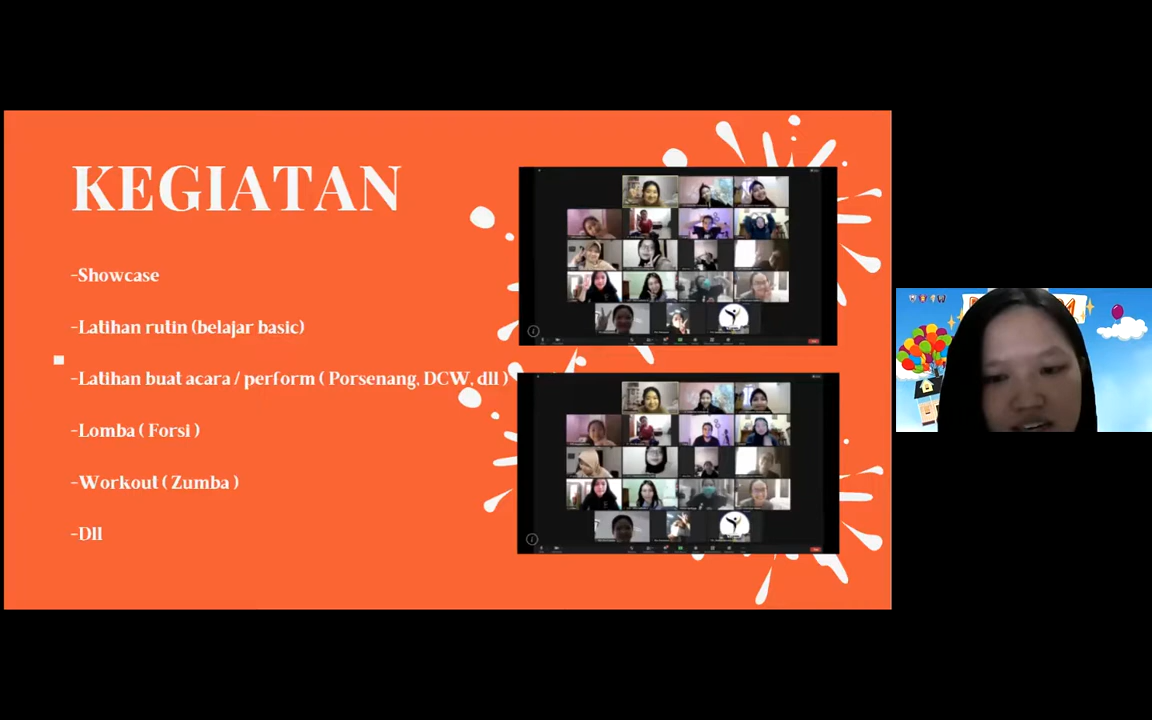 KEGIATAN
-Showcase
-Latihan rutin (belajar basic)
-Latihan buat acara / perform ( Porsenang, DCW, dll )
-Lomba ( Forsi )
-Workout ( Zumba )
-Dll